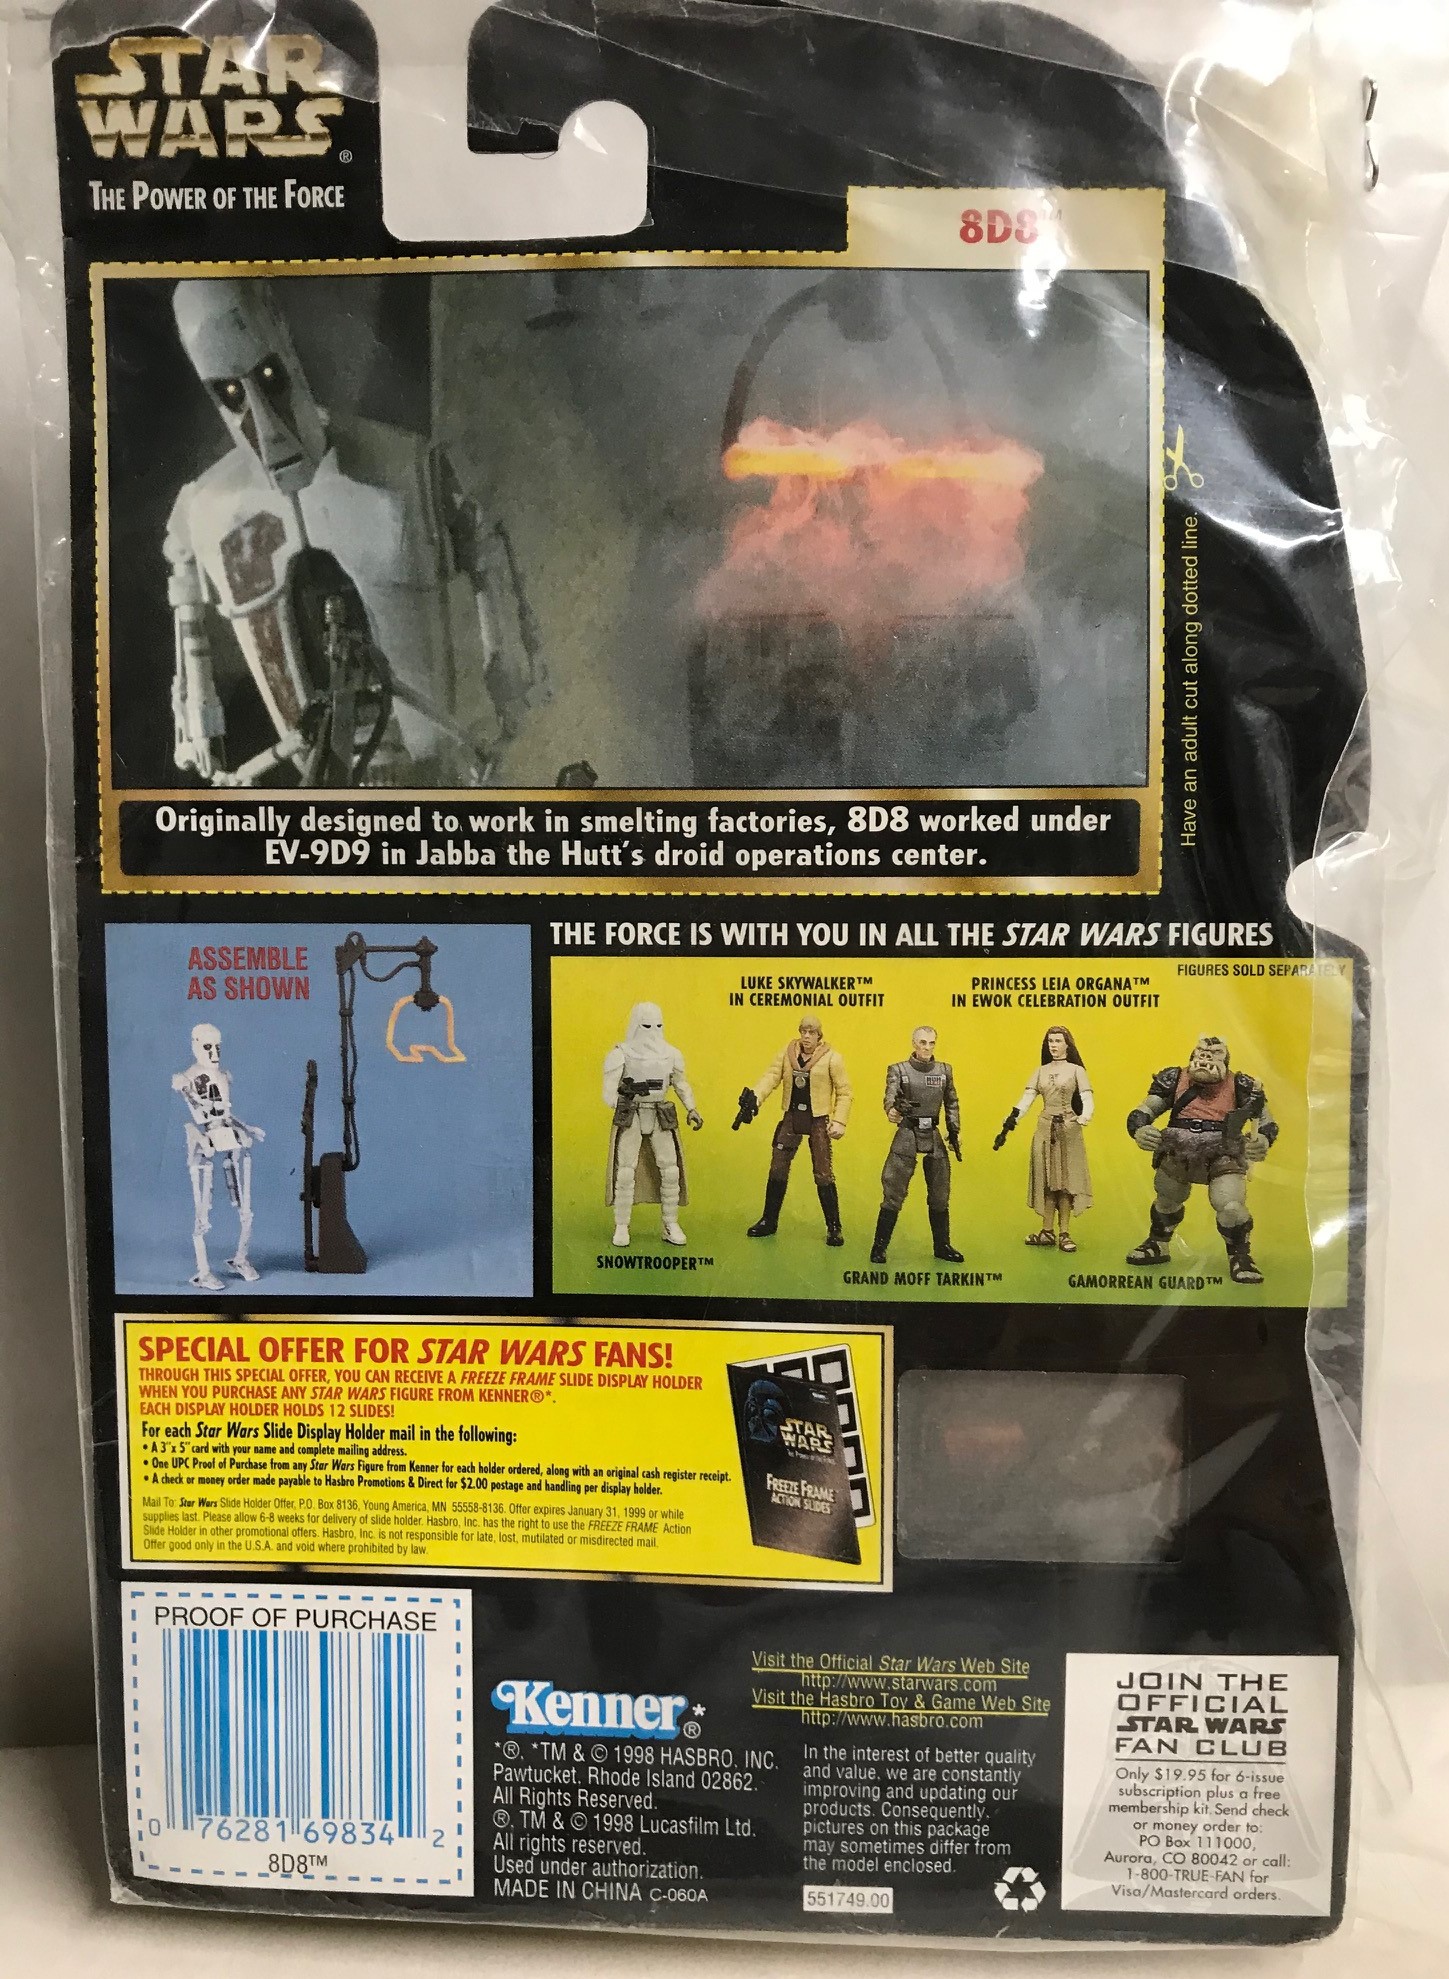 STAR
WARS®
THE POWER OF THE FORCE
8D8™
Have an adult cut along dotted line.
Originally designed to work in smelting factories, 8D8 worked under
EV-9D9 in Jabba the Hutt's droid operations center.
ASSEMBLE
AS SHOWN
THE FORCE IS WITH YOU IN ALL THE STAR WARS FIGURES
FIGURES SOLD SEPARATELY
LUKE SKYWALKER™
IN CEREMONIAL OUTFIT
PRINCESS LEIA ORGANA™
IN EWOK CELEBRATION OUTFIT
SNOWTROOPER™
GRAND MOFF TARKIN™
GAMORREAN GUARD™
SPECIAL OFFER FOR STAR WARS FANS!
THROUGH THIS SPECIAL OFFER, YOU CAN RECEIVE A FREEZE FRAME SLIDE DISPLAY HOLDER
WHEN YOU PURCHASE ANY STAR WARS FIGURE FROM KENNER®*.
EACH DISPLAY HOLDER HOLDS 12 SLIDES!
For each Star Wars Slide Display Holder mail in the following:
• A 3"x 5" card with your name and complete mailing address.
• One UPC Proof of Purchase from any Star Wars Figure from Kenner for each holder ordered, along with an original cash register receipt.
• A check or money order made payable to Hasbro Promotions & Direct for $2.00 postage and handling per display holder.
Mail To: Star Wars Slide Holder Offer, P.O. Box 8136, Young America, MN 55558-8136. Offer expires January 31, 1999 or while
supplies last. Please allow 6-8 weeks for delivery of slide holder. Hasbro, Inc. has the right to use the FREEZE FRAME Action
Slide Holder in other promotional offers. Hasbro, Inc. is not responsible for late, lost, mutilated or misdirected mail.
Offer good only in the U.S.A. and void where prohibited by law.
STAR
WARS
FREEZE FRAME
ACTION SLIDES
PROOF OF PURCHASE
0 76281 69834 2
8D8™
Kenner®*
*®, *TM & © 1998 HASBRO, INC.
Pawtucket, Rhode Island 02862.
All Rights Reserved.
®, TM & © 1998 Lucasfilm Ltd.
All rights reserved.
Used under authorization.
MADE IN CHINA C-060A
Visit the Official Star Wars Web Site
http://www.starwars.com
Visit the Hasbro Toy & Game Web Site
http://www.hasbro.com
In the interest of better quality
and value, we are constantly
improving and updating our
products. Consequently,
pictures on this package
may sometimes differ from
the model enclosed.
551749.00
JOIN THE
OFFICIAL
STAR WARS
FAN CLUB
Only $19.95 for 6-issue
subscription plus a free
membership kit. Send check
or money order to:
PO Box 111000,
Aurora, CO 80042 or call:
1-800-TRUE-FAN for
Visa/Mastercard orders.